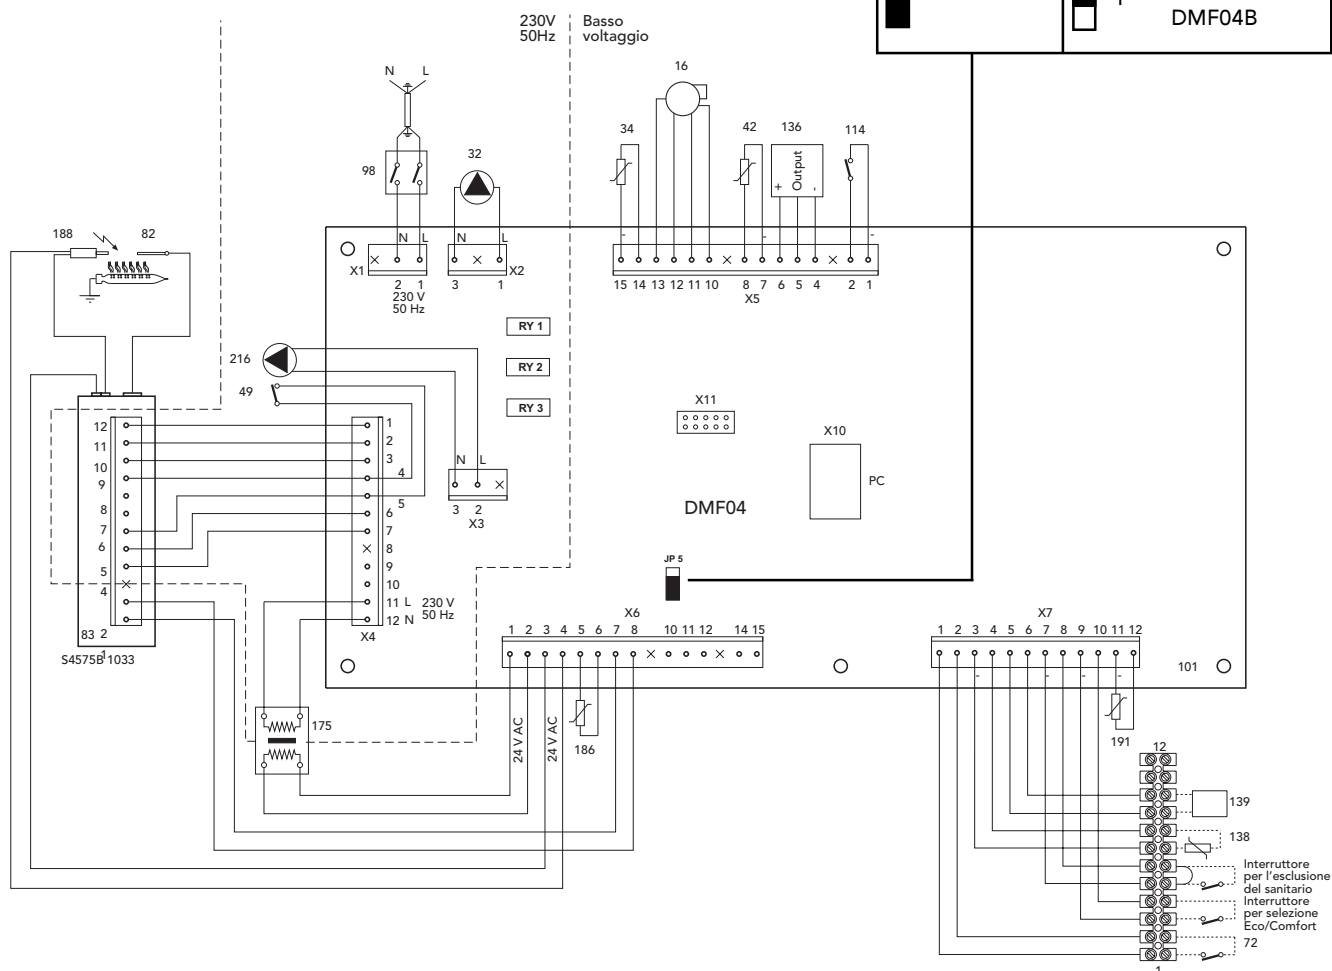 230V
50Hz
Basso
voltaggio
DMF04B
N L
16
34
42
136
114
98
32
Output
+ -
188
82
N L
N L
- - -
X1
X2
2 1
3 1
230 V
50 Hz
15 14 13 12 11 10 8 7 6 5 4 2 1
X5
RY 1
RY 2
RY 3
216
49
X11
X10
PC
DMF04
N L
3 2
X3
JP 5
12
11
10
9
8
7
6
5
4
2
1
83
S4575B 1033
1
2
3
4
5
6
7
8
9
10
11 L
12 N
230 V
50 Hz
X4
X6
1 2 3 4 5 6 7 8 10 11 12 14 15
X7
1 2 3 4 5 6 7 8 9 10 11 12
- - - -
101
175
24 V AC
24 V AC
186
191
12
139
138
Interruttore
per l'esclusione
del sanitario
Interruttore
per selezione
Eco/Comfort
72
1